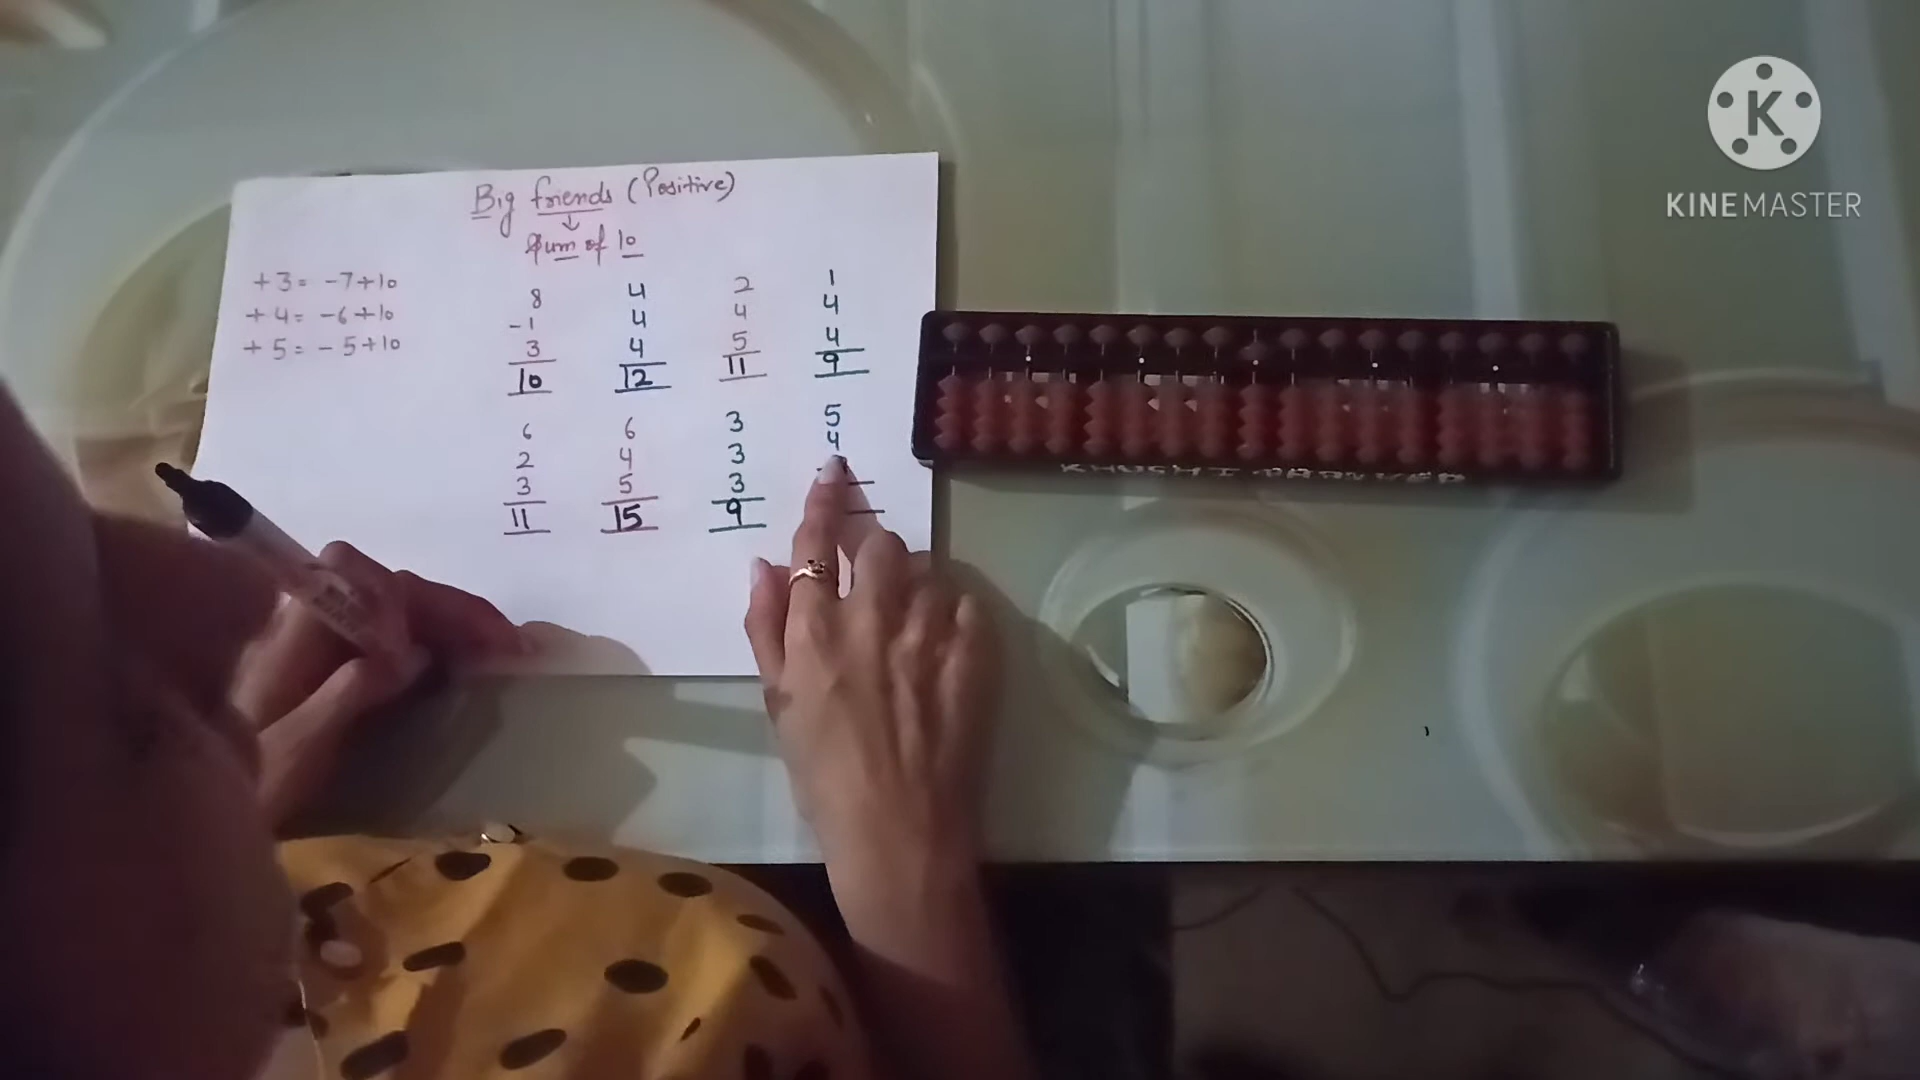 Big friends (Positive)
Sum of 10
+3= -7+10
+4= -6+10
+5= -5+10
8 4 2 1
-1 4 4 4
3 4 5 4
10 12 11 9
6 6 3 5
2 4 3 4
3 5 3
11 15 9
K
KINEMASTER
KHUSHI